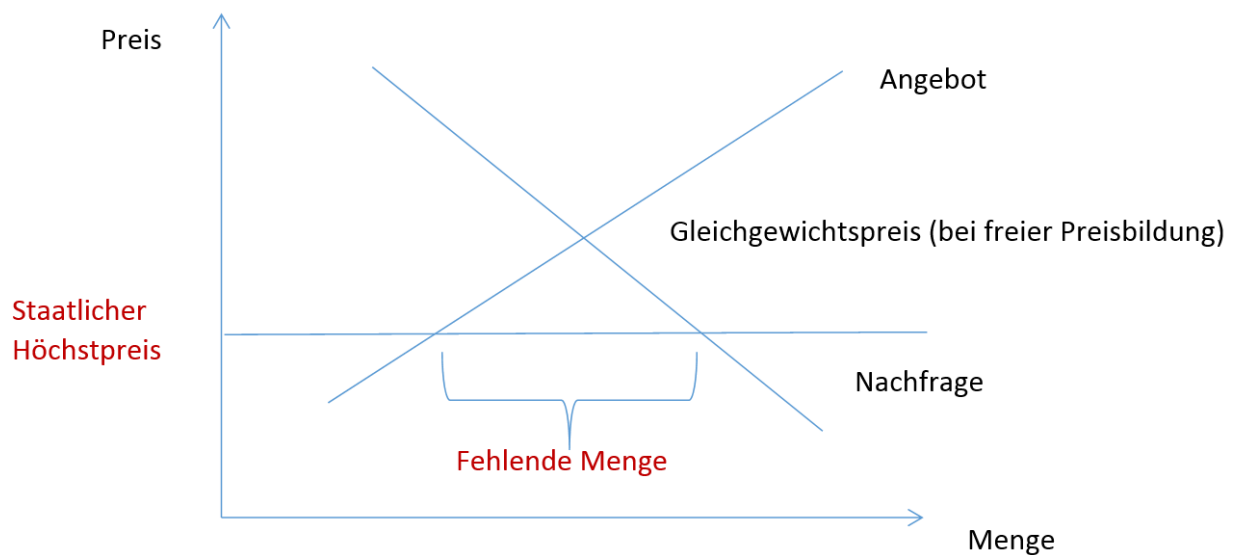 Preis
Angebot
Gleichgewichtspreis (bei freier Preisbildung)
Staatlicher
Höchstpreis
Nachfrage
Fehlende Menge
Menge